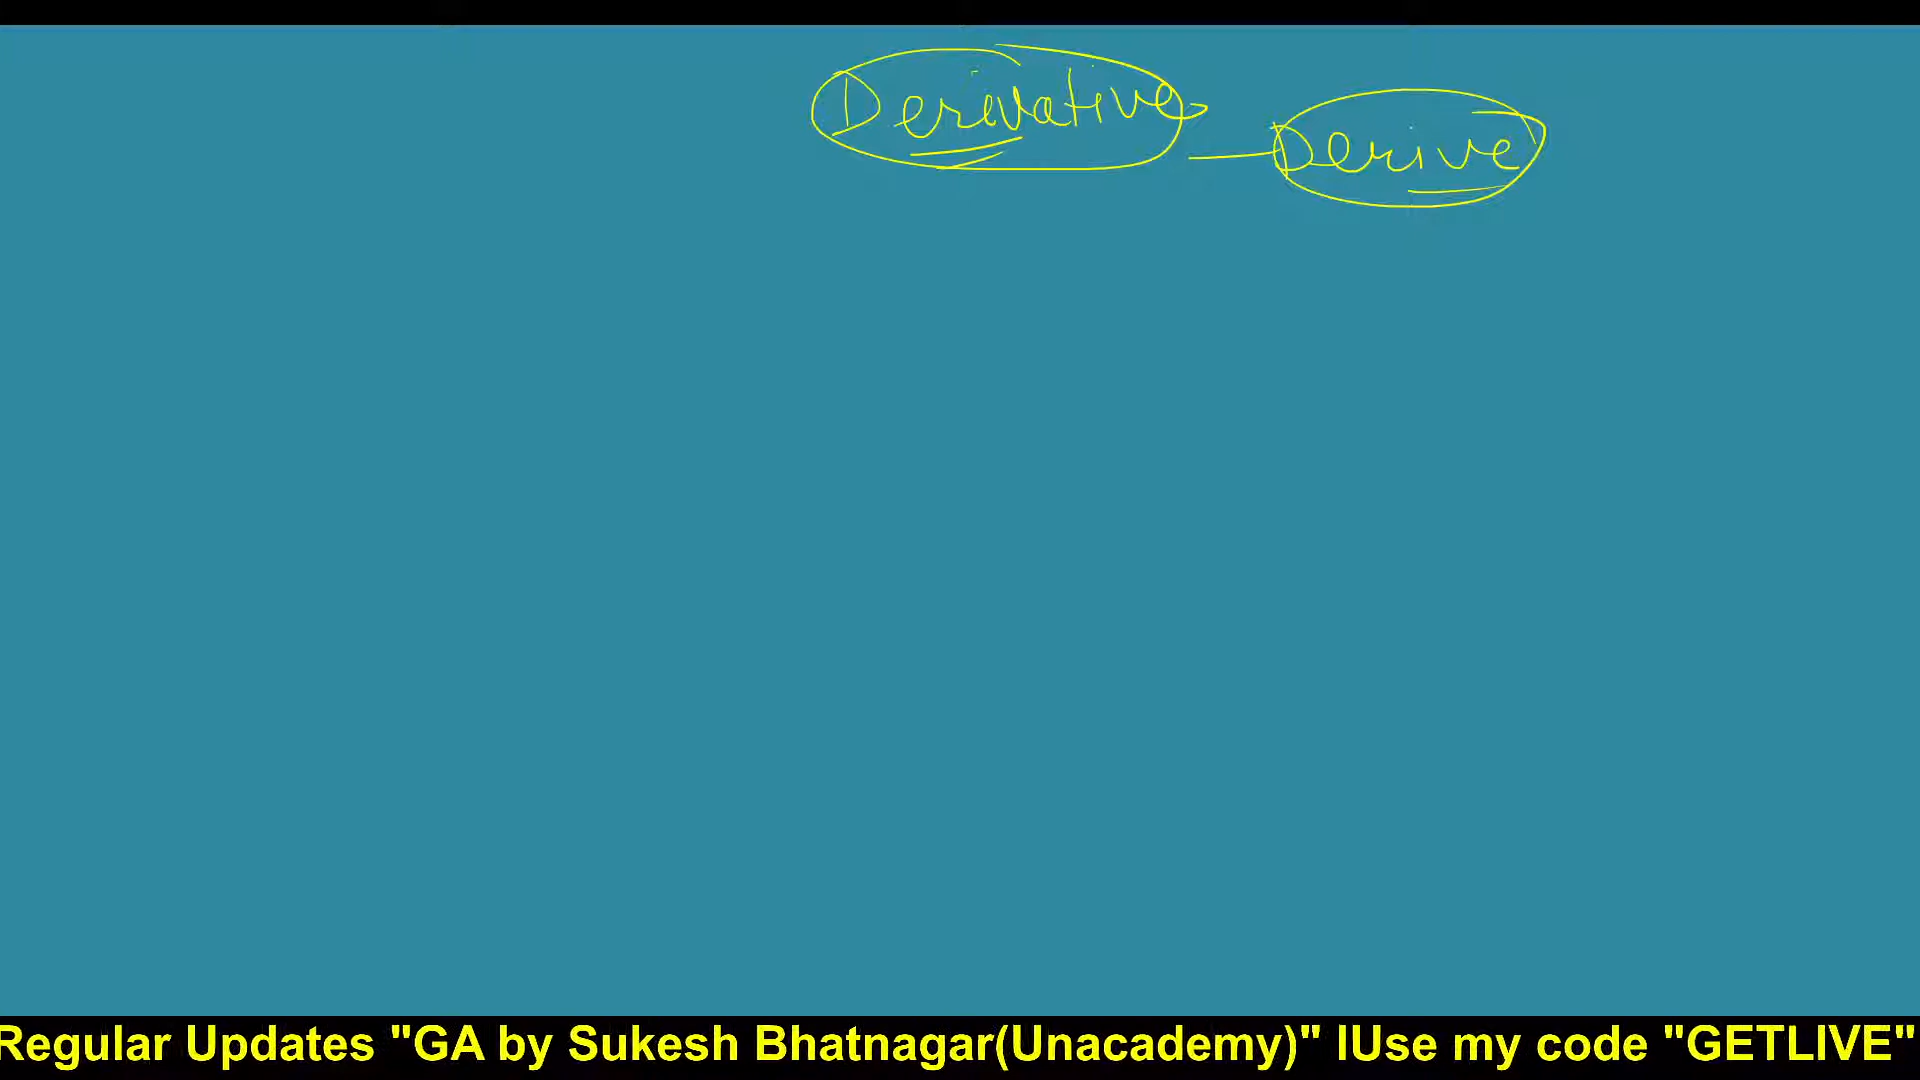 Derivative
Derive
Regular Updates "GA by Sukesh Bhatnagar(Unacademy)" lUse my code "GETLIVE"